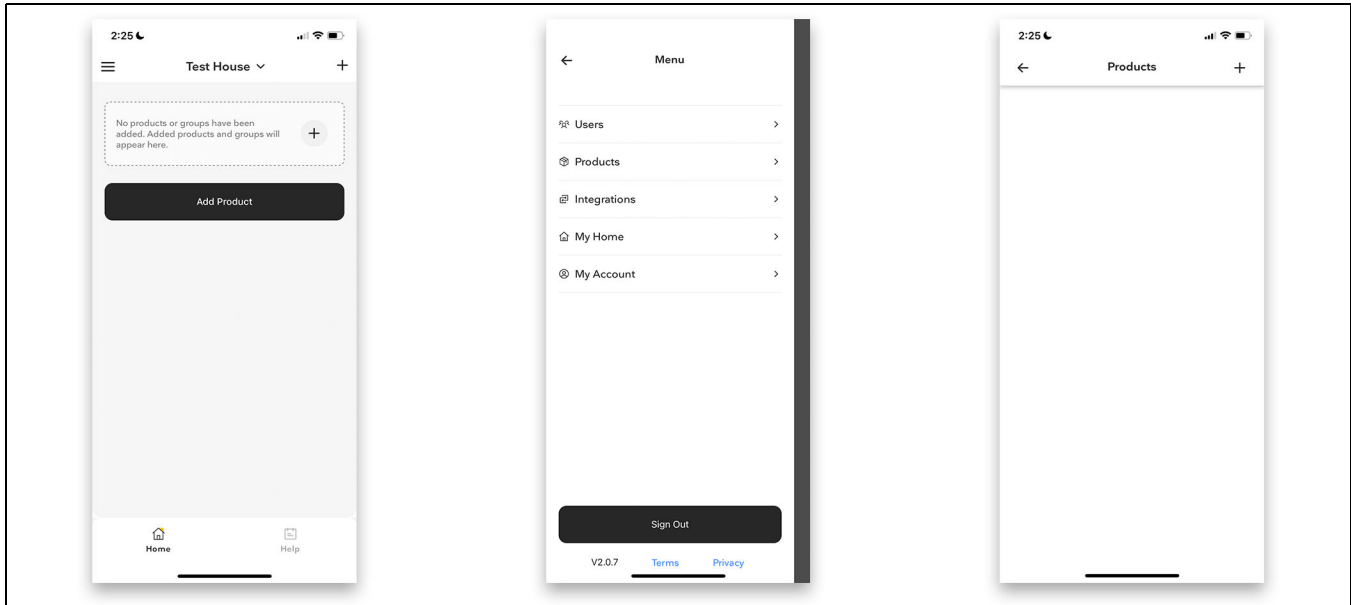 2:25
Test House
No products or groups have been
added. Added products and groups will
appear here.
Add Product
Home
Help
Menu
Users
Products
Integrations
My Home
My Account
Sign Out
V2.0.7 Terms Privacy
2:25
Products